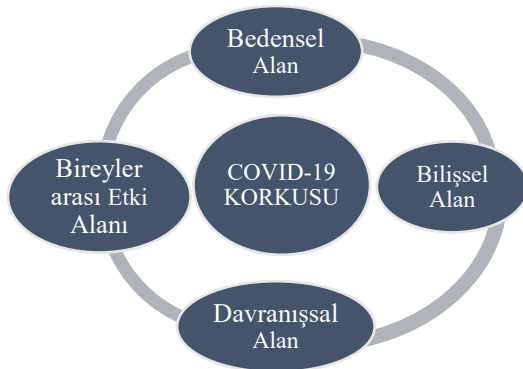 Bedensel
Alan
Bireyler
arası Etki
Alanı
COVID-19
KORKUSU
Bilişsel
Alan
Davranışsal
Alan